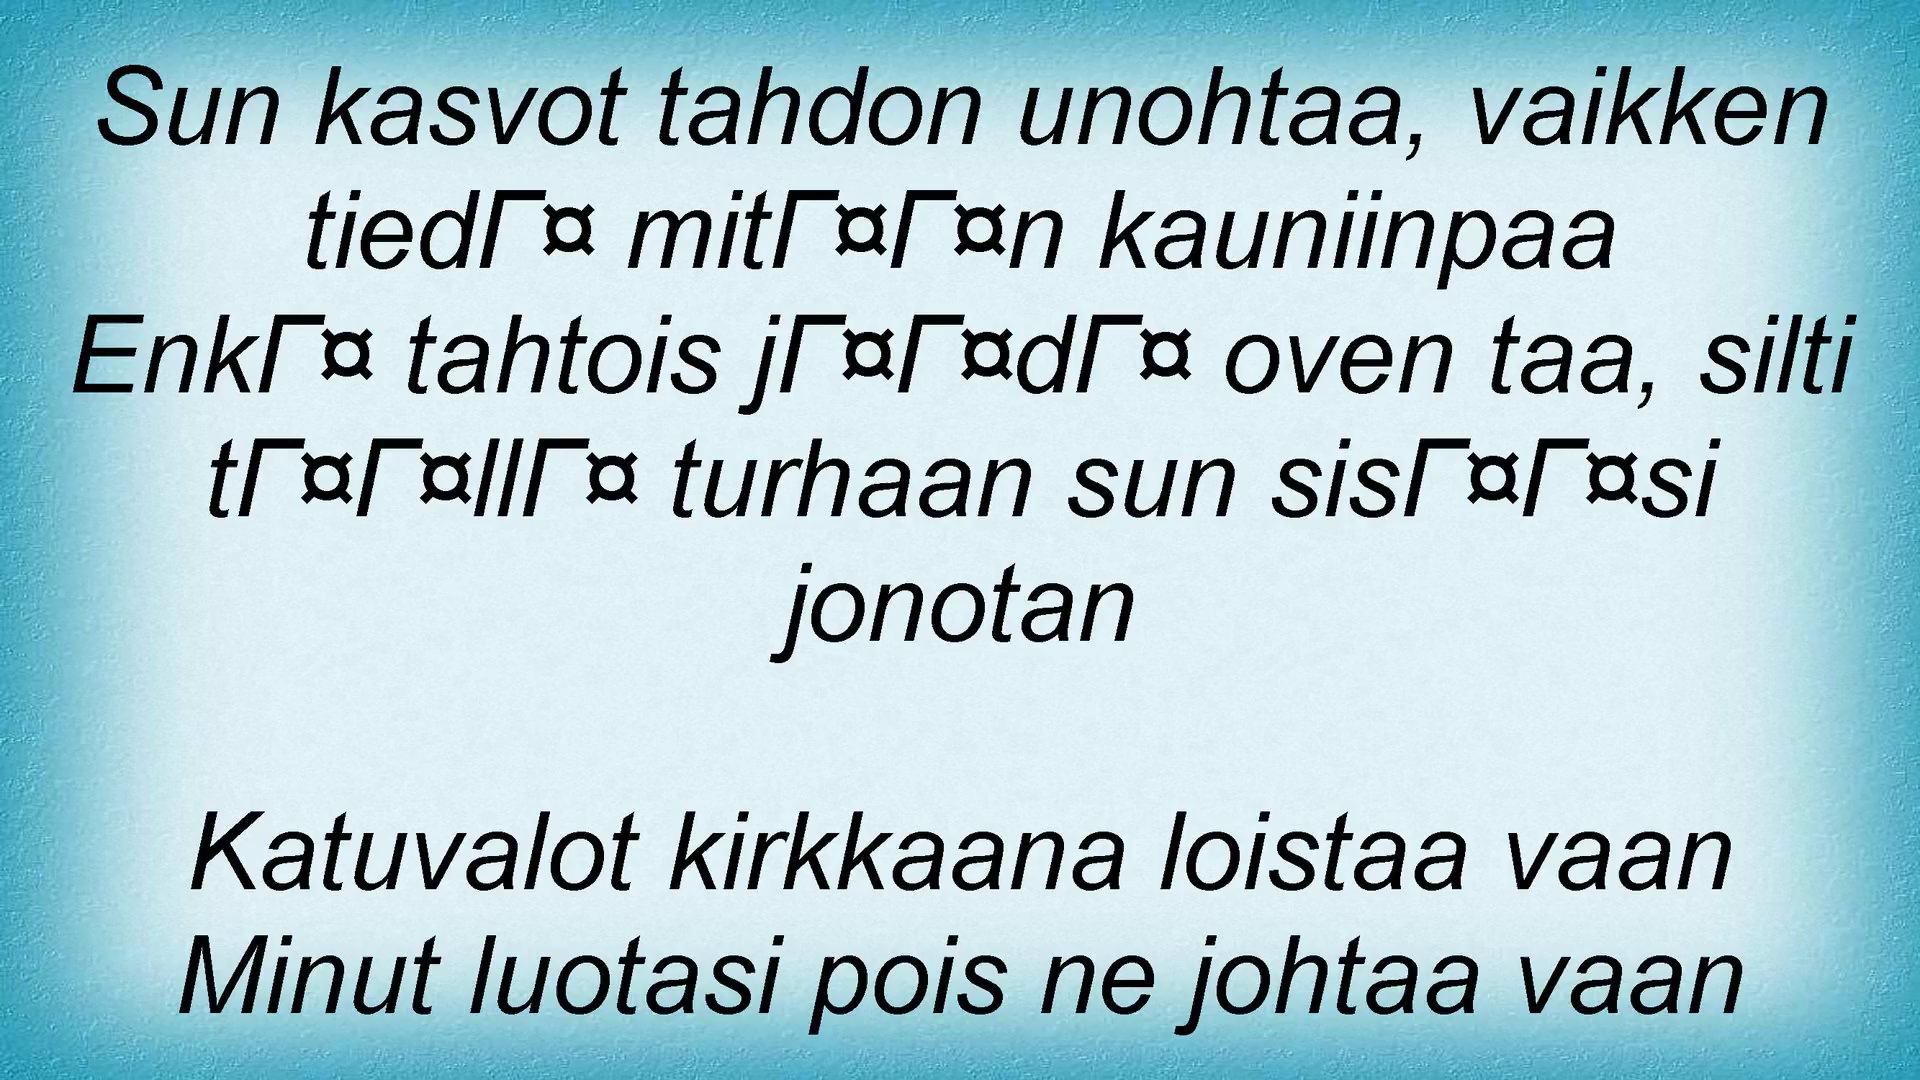 Sun kasvot tahdon unohtaa, vaikken
tiedΓ¤ mitΓ¤Γ¤n kauniinpaa
EnkΓ¤ tahtois jΓ¤Γ¤dΓ¤ oven taa, silti
tΓ¤Γ¤llΓ¤ turhaan sun sisΓ¤Γ¤si
jonotan
Katuvalot kirkkaana loistaa vaan
Minut luotasi pois ne johtaa vaan